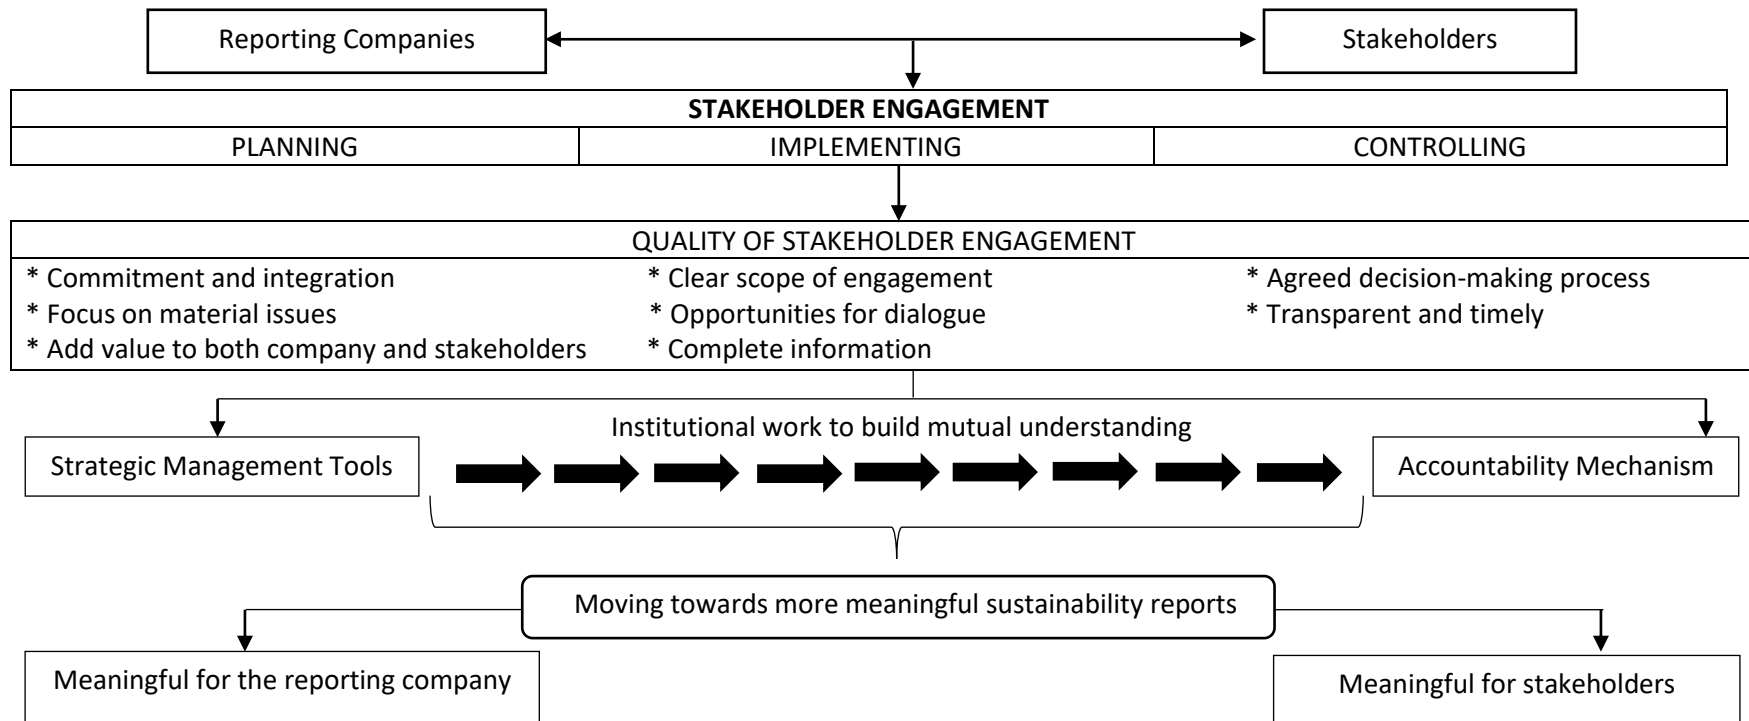 Reporting Companies
Stakeholders
STAKEHOLDER ENGAGEMENT
PLANNING
IMPLEMENTING
CONTROLLING
QUALITY OF STAKEHOLDER ENGAGEMENT
* Commitment and integration
* Focus on material issues
* Add value to both company and stakeholders
* Clear scope of engagement
* Opportunities for dialogue
* Complete information
* Agreed decision-making process
* Transparent and timely
Strategic Management Tools
Institutional work to build mutual understanding
Accountability Mechanism
Moving towards more meaningful sustainability reports
Meaningful for the reporting company
Meaningful for stakeholders